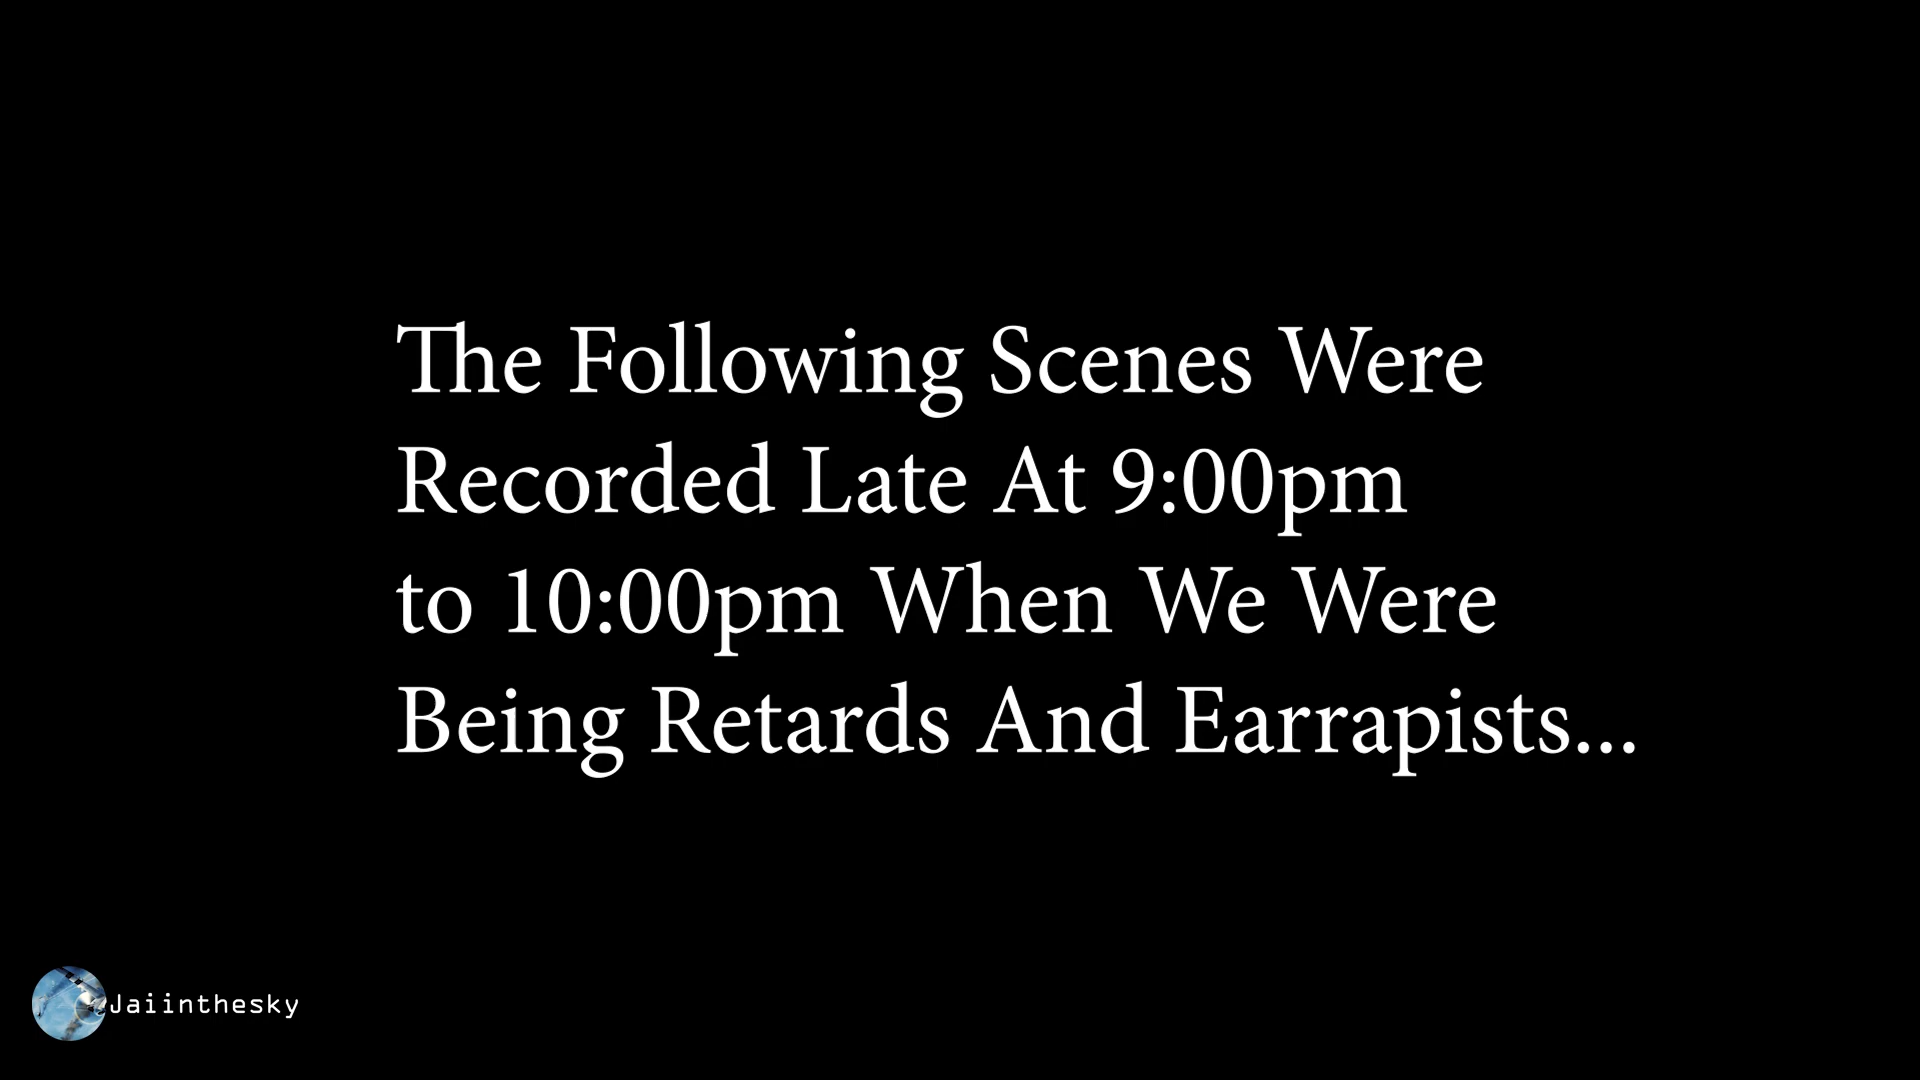 The Following Scenes Were
Recorded Late At 9:00pm
to 10:00pm When We Were
Being Retards And Earrapists...
Jaiinthesky